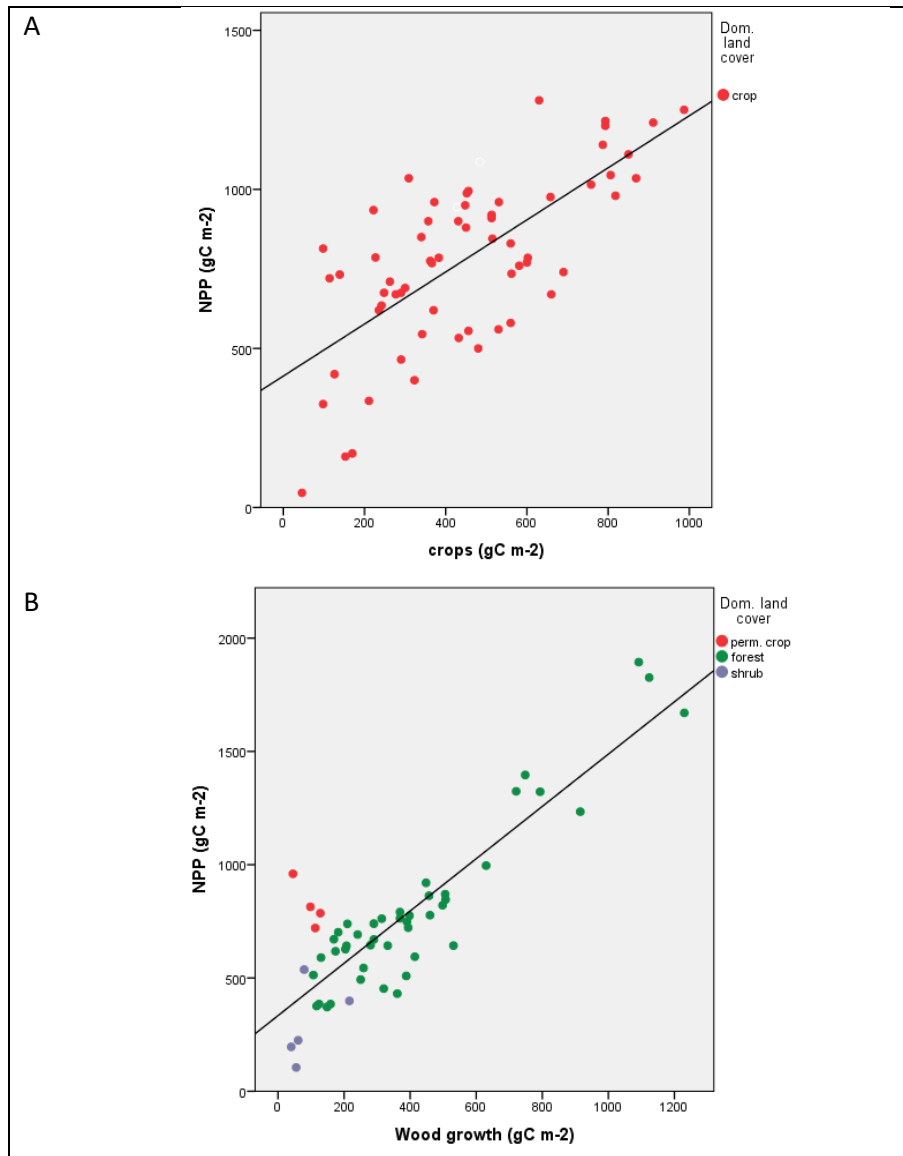 A
Dom.
land
cover
crop
1500
1000
500
0
NPP (gC m-2)
0 200 400 600 800 1000
crops (gC m-2)
B
Dom. land
cover
perm. crop
forest
shrub
2000
1500
1000
500
0
NPP (gC m-2)
0 200 400 600 800 1000 1200
Wood growth (gC m-2)